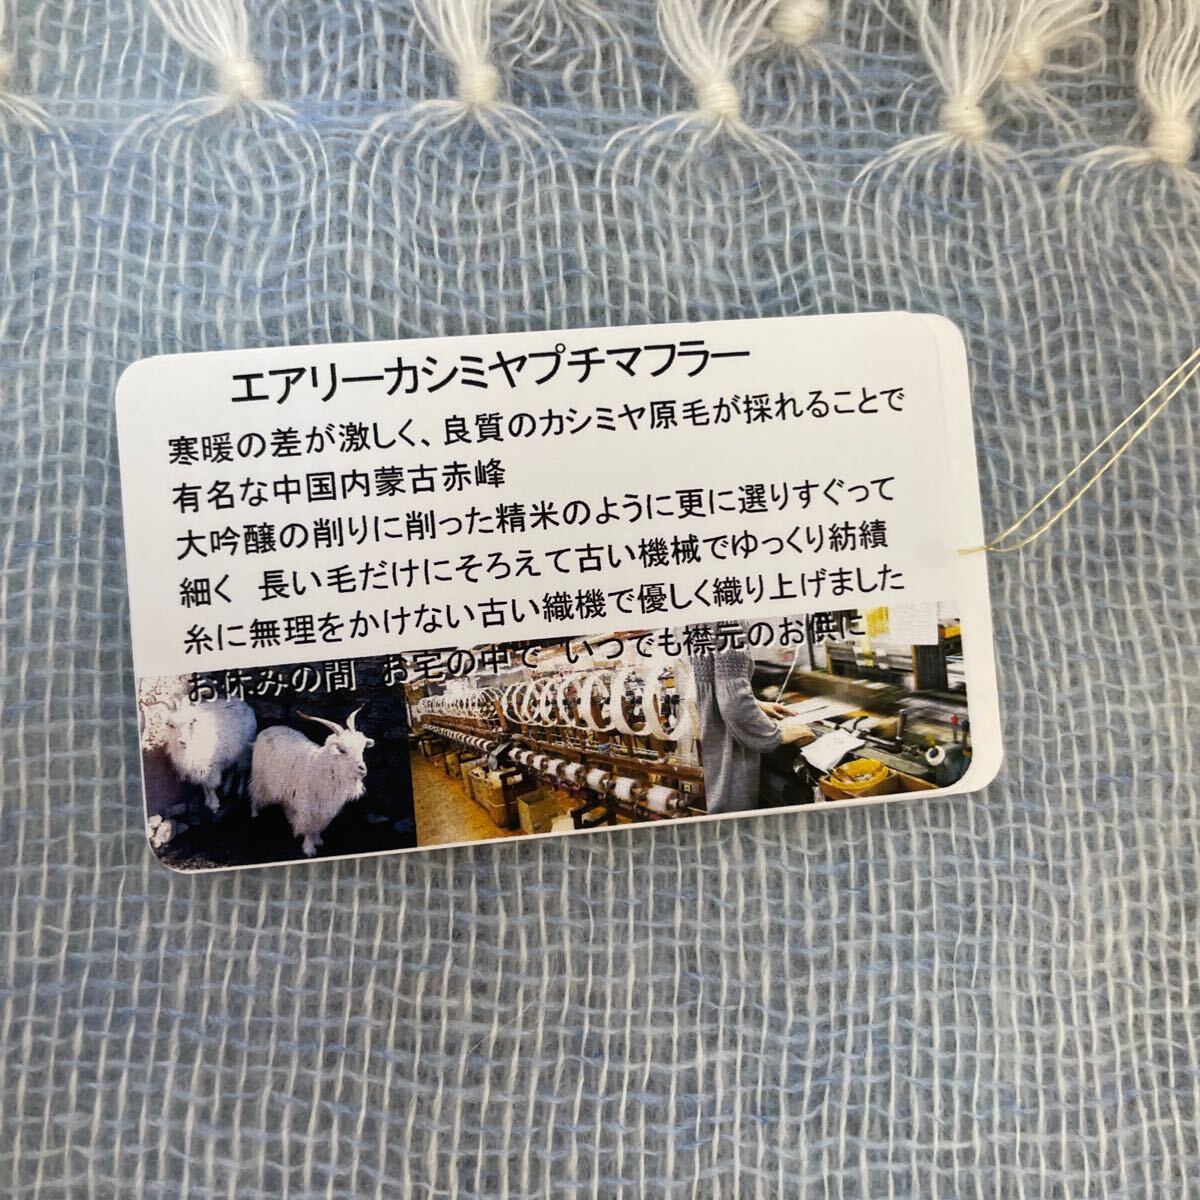 エアリーカシミヤプチマフラー
寒暖の差が激しく、良質のカシミヤ原毛が採れることで
有名な中国内蒙古赤峰
大吟醸の削りに削った精米のように更に選りすぐって
細く　長い毛だけにそろえて古い機械でゆっくり紡績
糸に無理をかけない古い織機で優しく織り上げました
お休みの間　お宅の中で　いつでも襟元のお供に